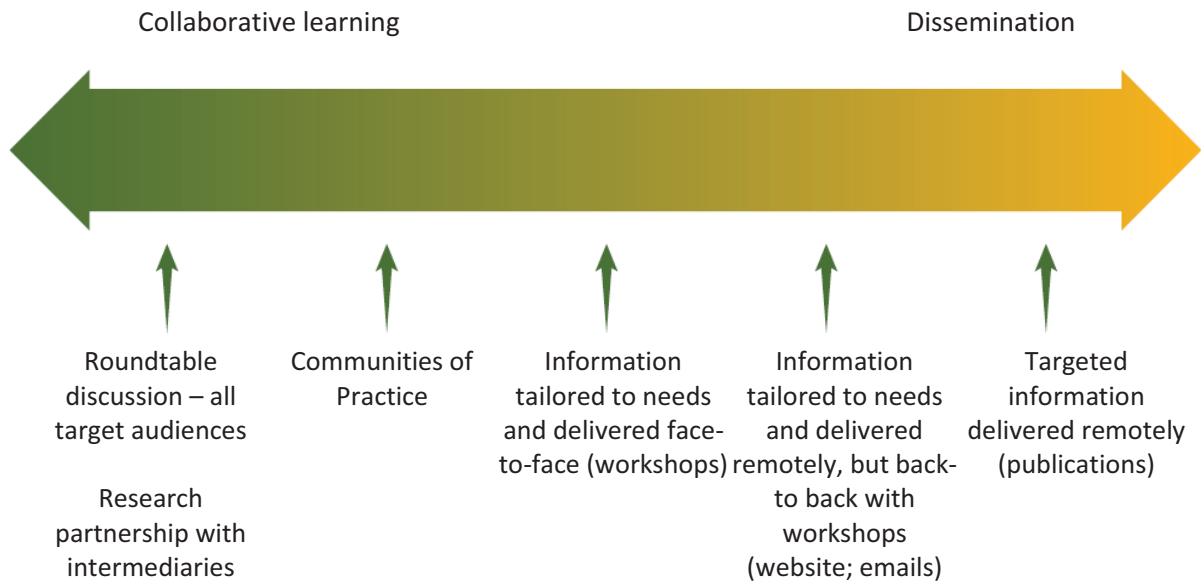 Collaborative learning
Dissemination
Roundtable
discussion – all
target audiences
Research
partnership with
intermediaries
Communities of
Practice
Information
tailored to needs
and delivered face-
to-face (workshops)
Information
tailored to needs
and delivered
remotely, but back-
to back with
workshops
(website; emails)
Targeted
information
delivered remotely
(publications)